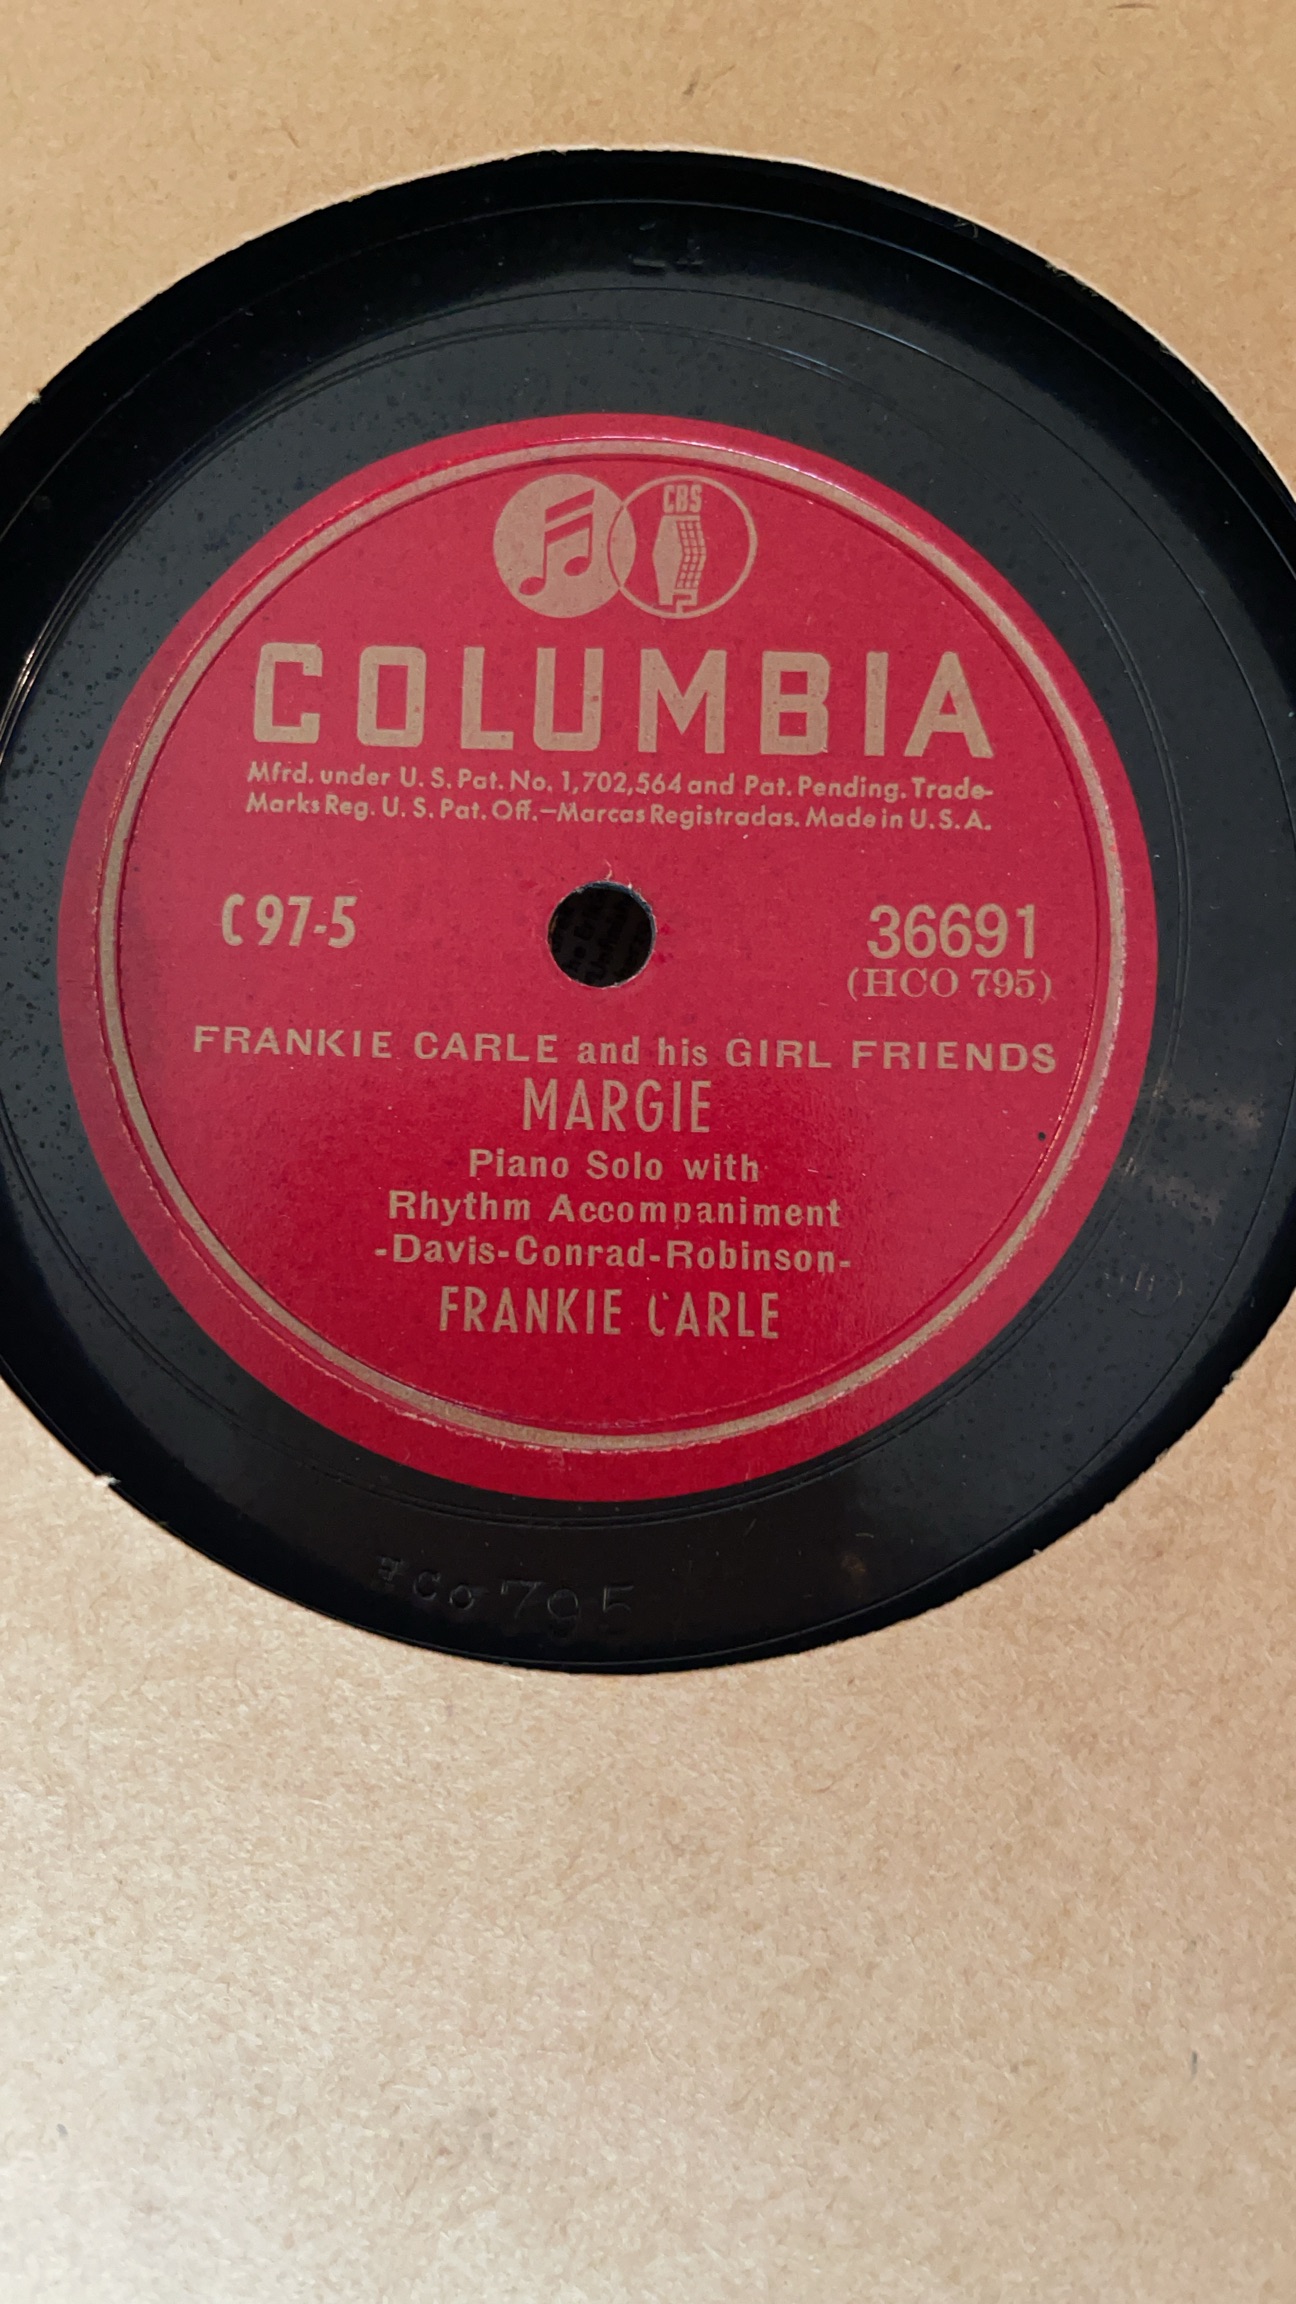 CBS
COLUMBIA
Mfrd. under U. S. Pat. No. 1,702,564 and Pat. Pending. Trade-
Marks Reg. U. S. Pat. Off.—Marcas Registradas. Made in U. S. A.
C 97-5
36691
(HCO 795)
FRANKIE CARLE and his GIRL FRIENDS
MARGIE
Piano Solo with
Rhythm Accompaniment
-Davis-Conrad-Robinson-
FRANKIE CARLE
HCO 795